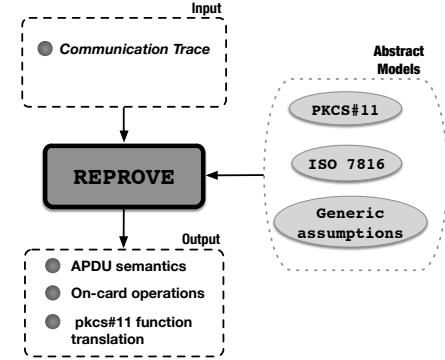 Input
Communication Trace
Abstract
Models
PKCS#11
ISO 7816
Generic
assumptions
REPROVE
Output
APDU semantics
On-card operations
pkcs#11 function
translation